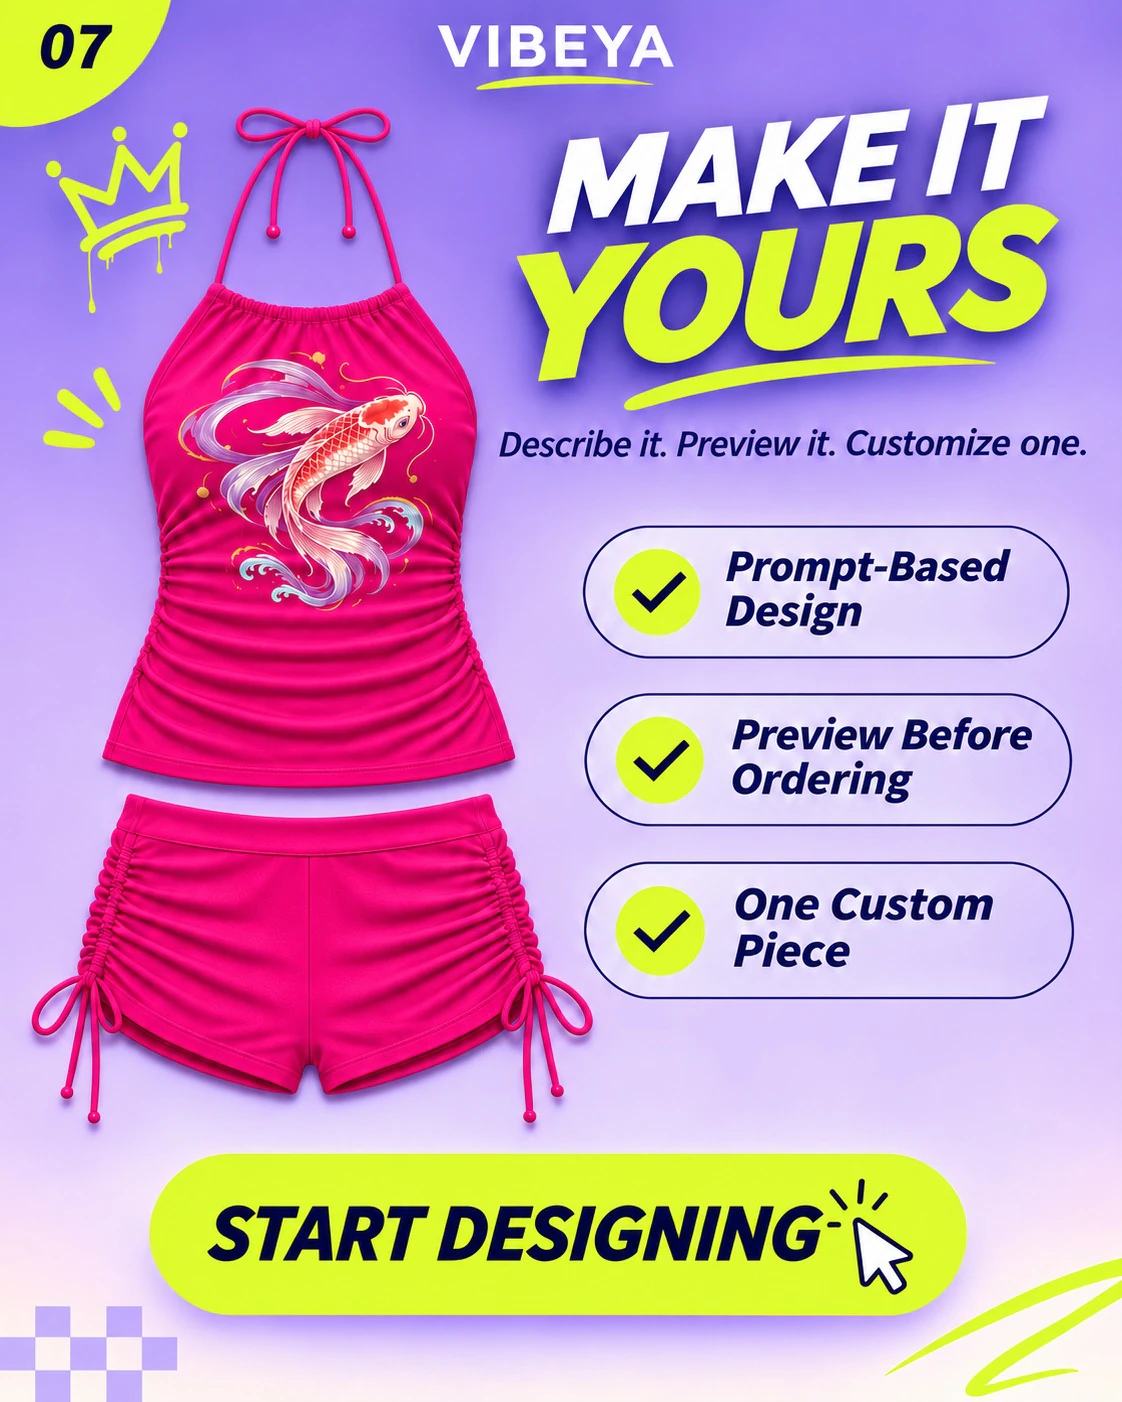 07
VIBEYA
MAKE IT
YOURS
Describe it. Preview it. Customize one.
Prompt-Based
Design
Preview Before
Ordering
One Custom
Piece
START DESIGNING